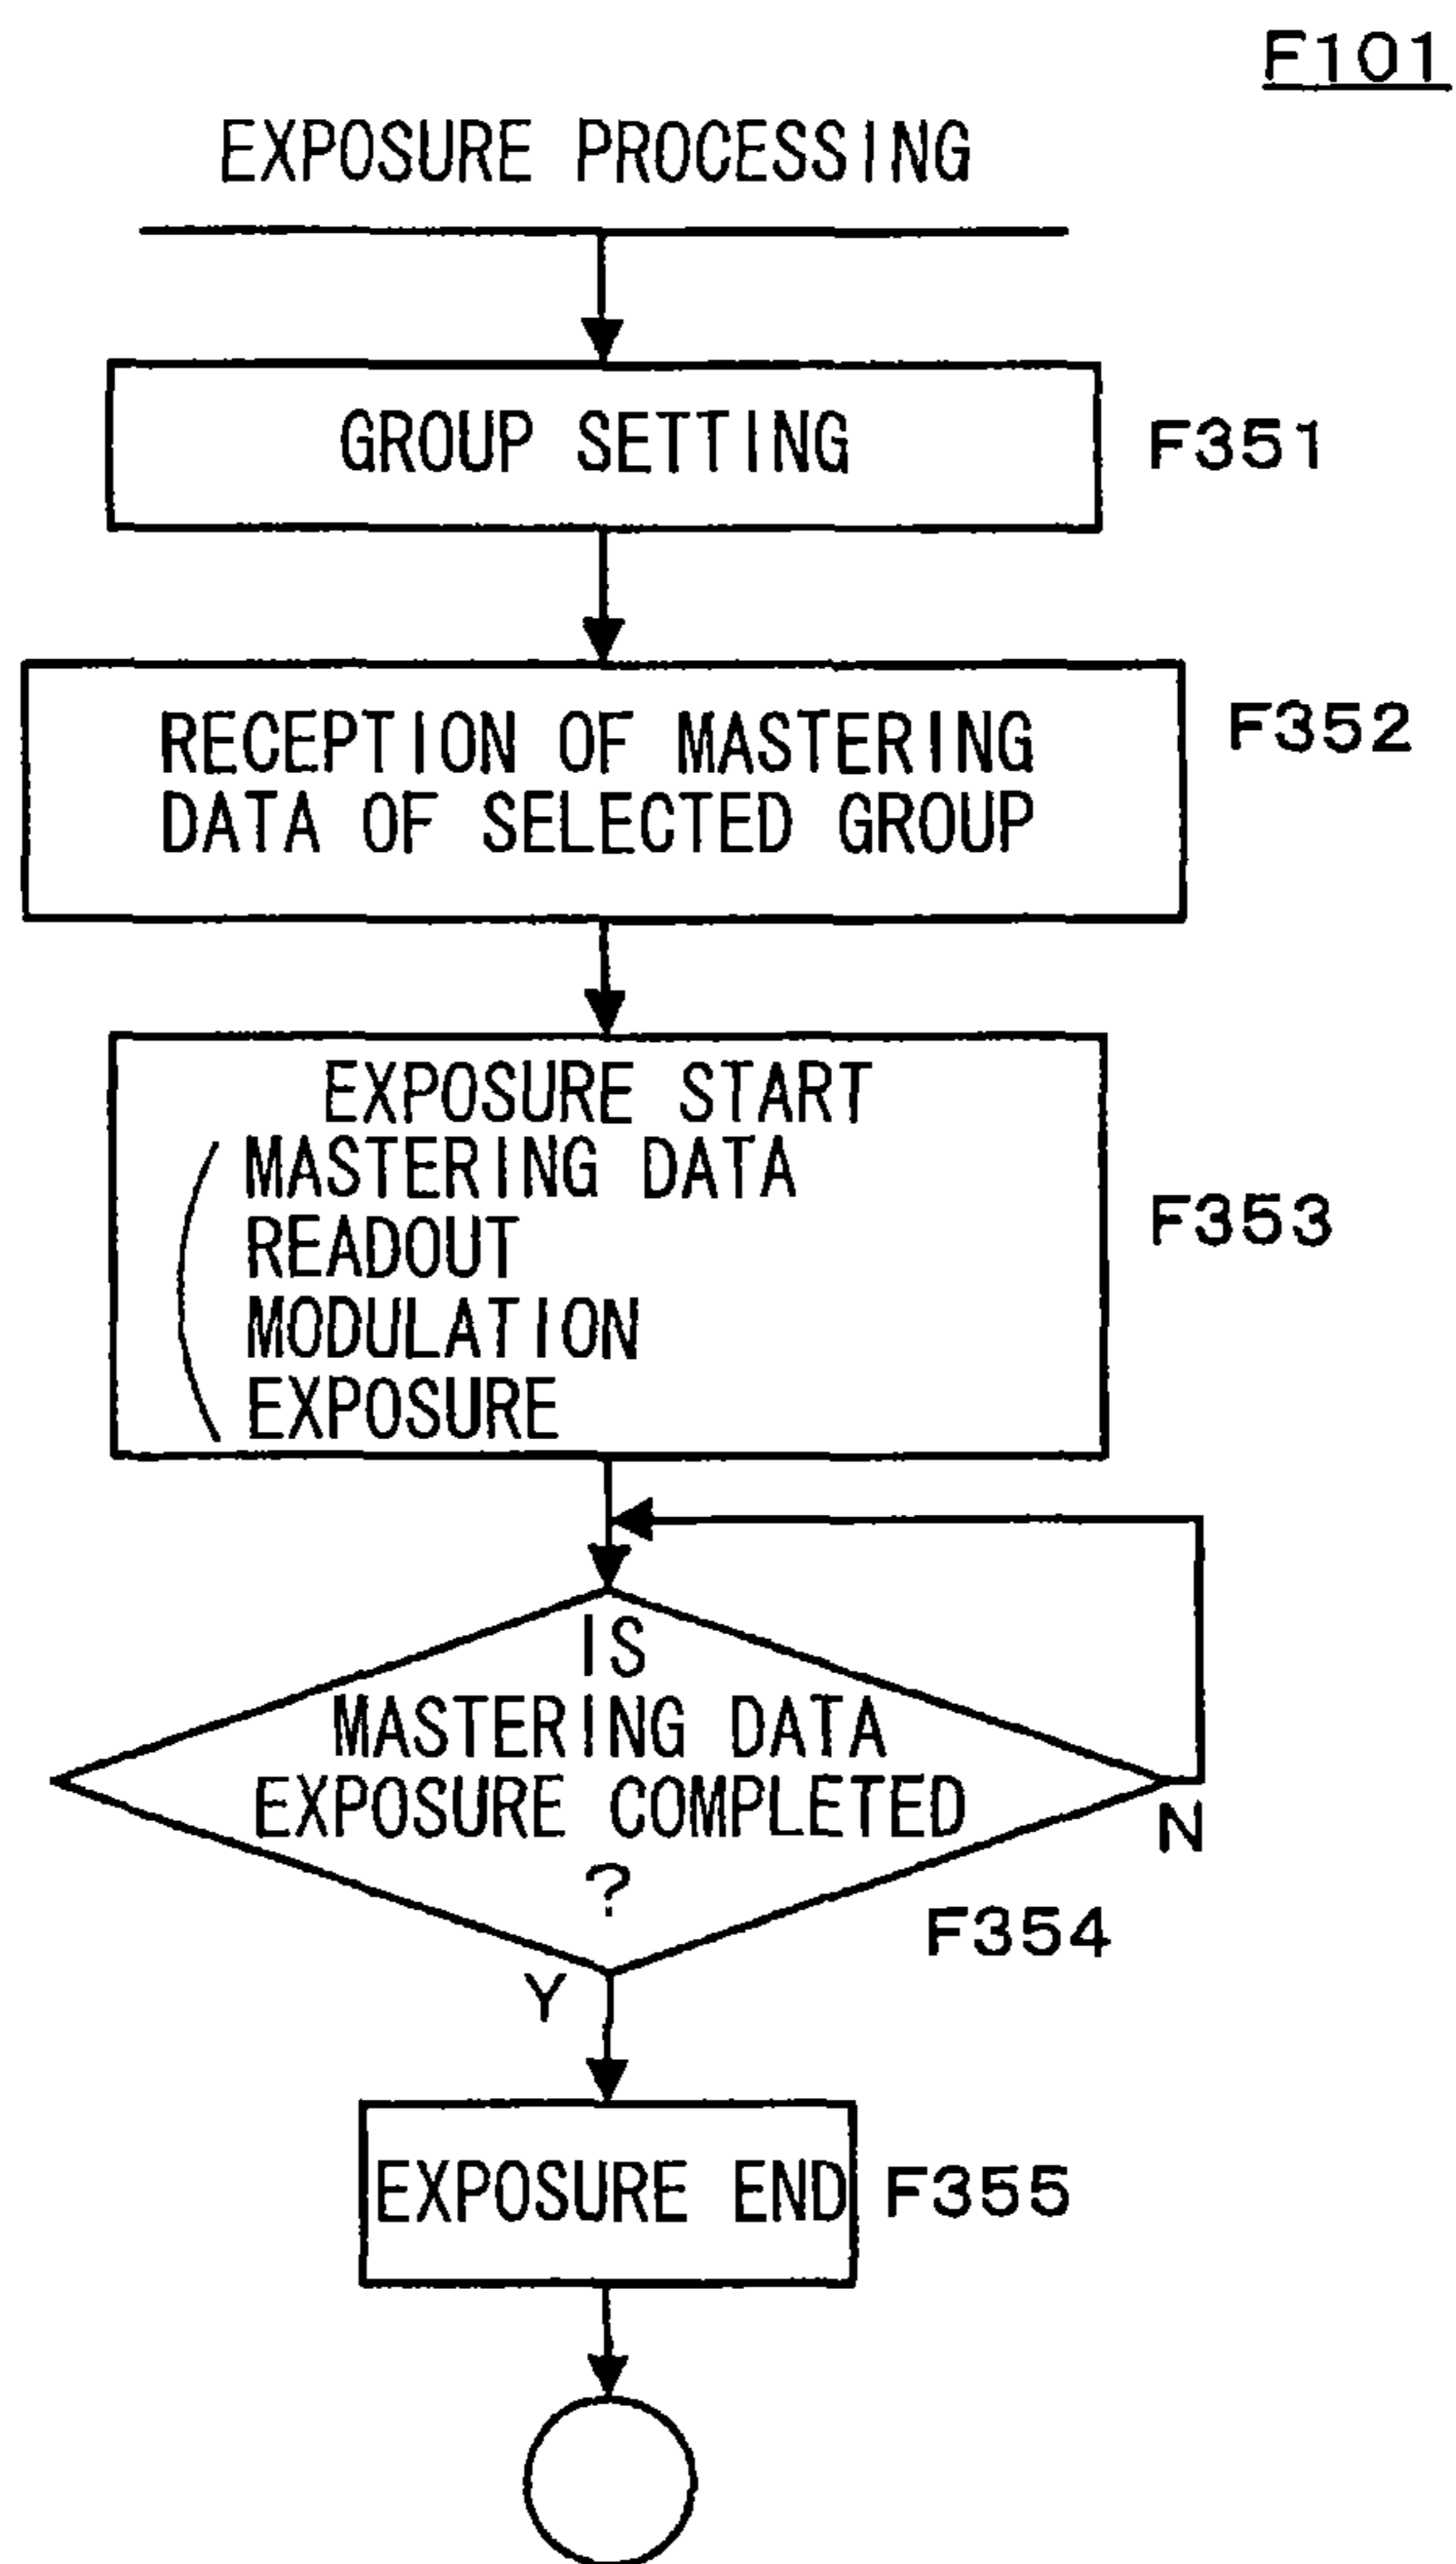 F101
EXPOSURE PROCESSING
GROUP SETTING
F351
RECEPTION OF MASTERING
DATA OF SELECTED GROUP
F352
EXPOSURE START
MASTERING DATA
READOUT
MODULATION
EXPOSURE
F353
IS
MASTERING DATA
EXPOSURE COMPLETED
?
N
F354
Y
EXPOSURE END
F355